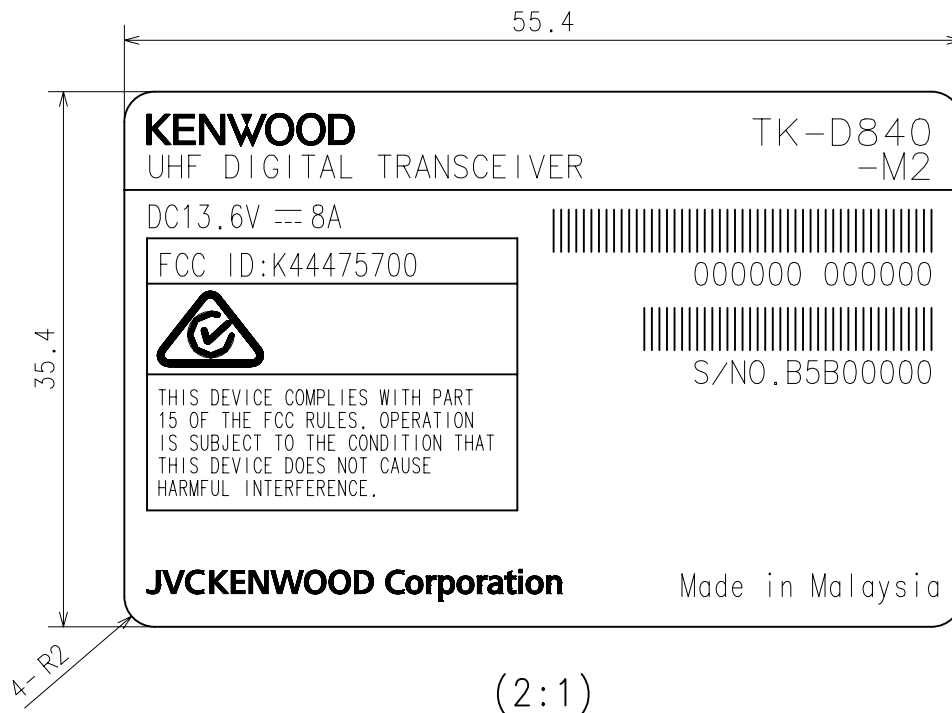 55.4
KENWOOD
TK-D840
UHF DIGITAL TRANSCEIVER
-M2
DC13.6V ⎓ 8A
FCC ID:K44475700
000000 000000
35.4
S/NO.B5B00000
THIS DEVICE COMPLIES WITH PART
15 OF THE FCC RULES. OPERATION
IS SUBJECT TO THE CONDITION THAT
THIS DEVICE DOES NOT CAUSE
HARMFUL INTERFERENCE.
JVCKENWOOD Corporation
Made in Malaysia
4-R2
(2:1)